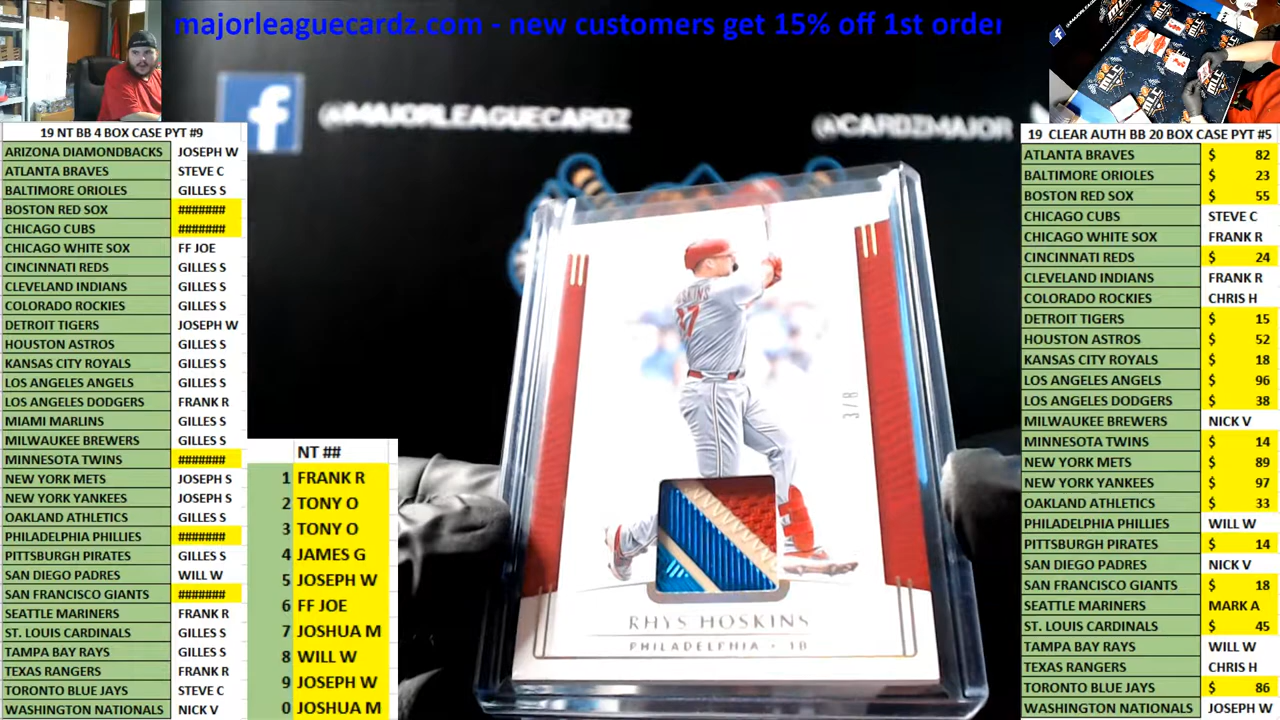 majorleaguecardz.com - new customers get 15% off 1st order
@MAJORLEAGUECARDZ
@CARDZMAJOR
19 NT BB 4 BOX CASE PYT #9
ARIZONA DIAMONDBACKS JOSEPH W
ATLANTA BRAVES STEVE C
BALTIMORE ORIOLES GILLES S
BOSTON RED SOX #######
CHICAGO CUBS #######
CHICAGO WHITE SOX FF JOE
CINCINNATI REDS GILLES S
CLEVELAND INDIANS GILLES S
COLORADO ROCKIES GILLES S
DETROIT TIGERS JOSEPH W
HOUSTON ASTROS GILLES S
KANSAS CITY ROYALS GILLES S
LOS ANGELES ANGELS GILLES S
LOS ANGELES DODGERS FRANK R
MIAMI MARLINS GILLES S
MILWAUKEE BREWERS GILLES S
MINNESOTA TWINS #######
NEW YORK METS JOSEPH S
NEW YORK YANKEES JOSEPH S
OAKLAND ATHLETICS GILLES S
PHILADELPHIA PHILLIES #######
PITTSBURGH PIRATES GILLES S
SAN DIEGO PADRES WILL W
SAN FRANCISCO GIANTS #######
SEATTLE MARINERS FRANK R
ST. LOUIS CARDINALS GILLES S
TAMPA BAY RAYS GILLES S
TEXAS RANGERS FRANK R
TORONTO BLUE JAYS STEVE C
WASHINGTON NATIONALS NICK V
NT ##
1 FRANK R
2 TONY O
3 TONY O
4 JAMES G
5 JOSEPH W
6 FF JOE
7 JOSHUA M
8 WILL W
9 JOSEPH W
0 JOSHUA M
HOSKINS
17
3/8
RHYS HOSKINS
PHILADELPHIA • 1B
19 CLEAR AUTH BB 20 BOX CASE PYT #5
ATLANTA BRAVES $ 82
BALTIMORE ORIOLES $ 23
BOSTON RED SOX $ 55
CHICAGO CUBS STEVE C
CHICAGO WHITE SOX FRANK R
CINCINNATI REDS $ 24
CLEVELAND INDIANS FRANK R
COLORADO ROCKIES CHRIS H
DETROIT TIGERS $ 15
HOUSTON ASTROS $ 52
KANSAS CITY ROYALS $ 18
LOS ANGELES ANGELS $ 96
LOS ANGELES DODGERS $ 38
MILWAUKEE BREWERS NICK V
MINNESOTA TWINS $ 14
NEW YORK METS $ 89
NEW YORK YANKEES $ 97
OAKLAND ATHLETICS $ 33
PHILADELPHIA PHILLIES WILL W
PITTSBURGH PIRATES $ 14
SAN DIEGO PADRES NICK V
SAN FRANCISCO GIANTS $ 18
SEATTLE MARINERS MARK A
ST. LOUIS CARDINALS $ 45
TAMPA BAY RAYS WILL W
TEXAS RANGERS CHRIS H
TORONTO BLUE JAYS $ 86
WASHINGTON NATIONALS JOSEPH W